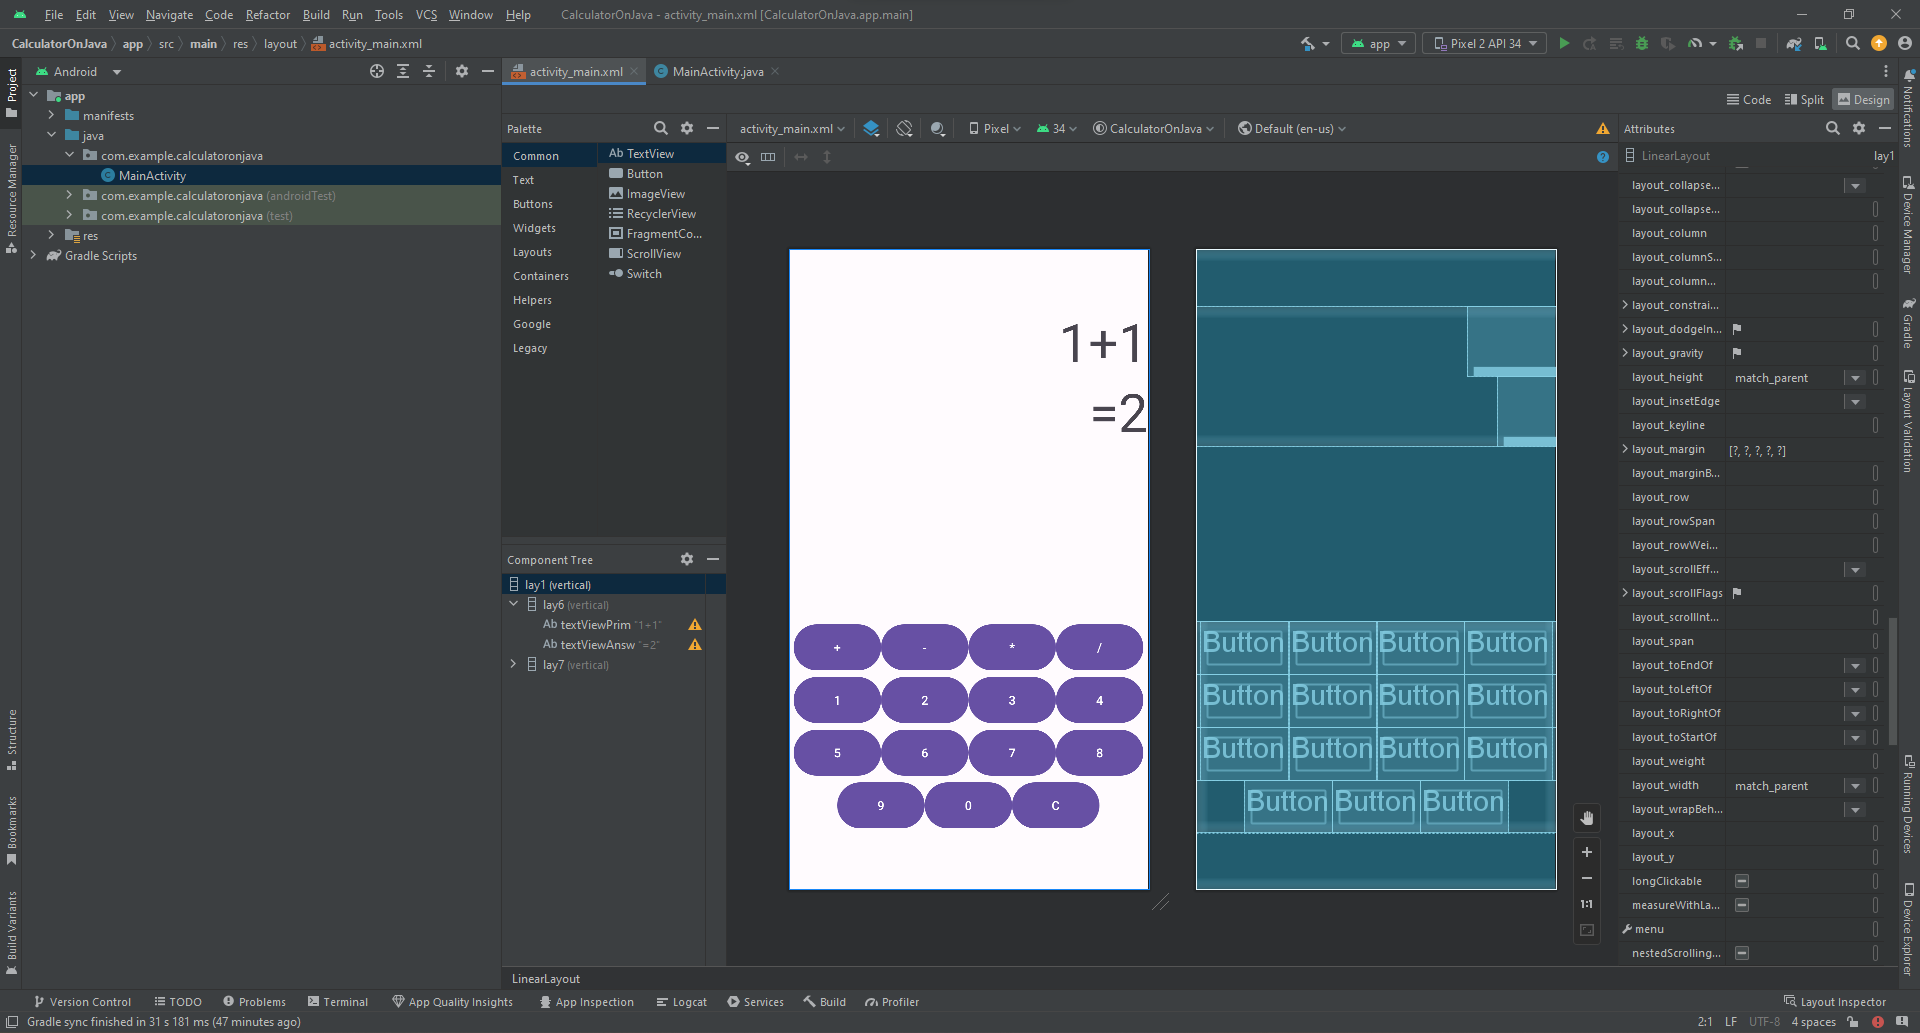 File Edit View Navigate Code Refactor Build Run Tools VCS Window Help CalculatorOnJava - activity_main.xml [CalculatorOnJava.app.main]
CalculatorOnJava app src main res layout activity_main.xml app Pixel 2 API 34
Project
Resource Manager
Structure
Bookmarks
Build Variants
Android
app
manifests
java
com.example.calculatoronjava
MainActivity
com.example.calculatoronjava (androidTest)
com.example.calculatoronjava (test)
res
Gradle Scripts
activity_main.xml MainActivity.java
Code Split Design
Palette
Common
Text
Buttons
Widgets
Layouts
Containers
Helpers
Google
Legacy
Ab TextView
Button
ImageView
RecyclerView
FragmentCo...
ScrollView
Switch
Component Tree
lay1 (vertical)
lay6 (vertical)
Ab textViewPrim "1+1"
Ab textViewAnsw "=2"
lay7 (vertical)
activity_main.xml Pixel 34 CalculatorOnJava Default (en-us)
1+1
=2
+ - * /
1 2 3 4
5 6 7 8
9 0 C
Button Button Button Button
Button Button Button Button
Button Button Button Button
Button Button Button
1:1
Attributes
LinearLayout lay1
layout_collapse...
layout_collapse...
layout_column
layout_columnS...
layout_column...
layout_constrai...
layout_dodgeIn...
layout_gravity
layout_height match_parent
layout_insetEdge
layout_keyline
layout_margin [?, ?, ?, ?, ?]
layout_marginB...
layout_row
layout_rowSpan
layout_rowWei...
layout_scrollEff...
layout_scrollFlags
layout_scrollInt...
layout_span
layout_toEndOf
layout_toLeftOf
layout_toRightOf
layout_toStartOf
layout_weight
layout_width match_parent
layout_wrapBeh...
layout_x
layout_y
longClickable
measureWithLa...
menu
nestedScrolling...
Notifications
Device Manager
Gradle
Layout Validation
Running Devices
Device Explorer
LinearLayout
Version Control TODO Problems Terminal App Quality Insights App Inspection Logcat Services Build Profiler Layout Inspector
Gradle sync finished in 31 s 181 ms (47 minutes ago) 2:1 LF UTF-8 4 spaces